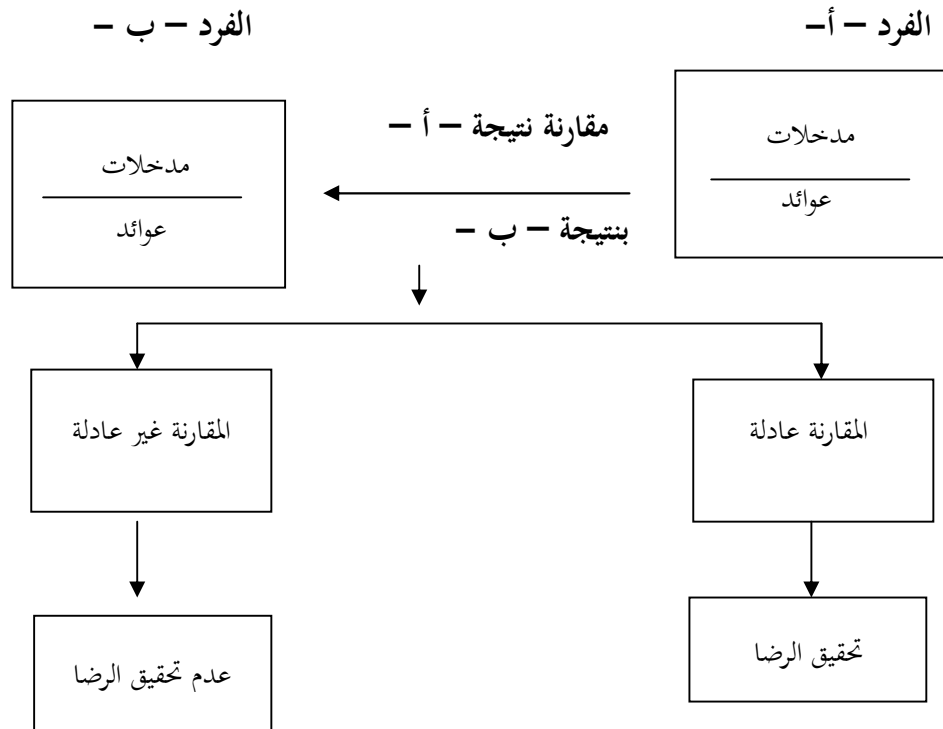 الفرد – أ–
الفرد – ب –
مدخلات
عوائد
مقارنة نتيجة – أ –
بنتيجة – ب –
مدخلات
عوائد
المقارنة عادلة
المقارنة غير عادلة
تحقيق الرضا
عدم تحقيق الرضا